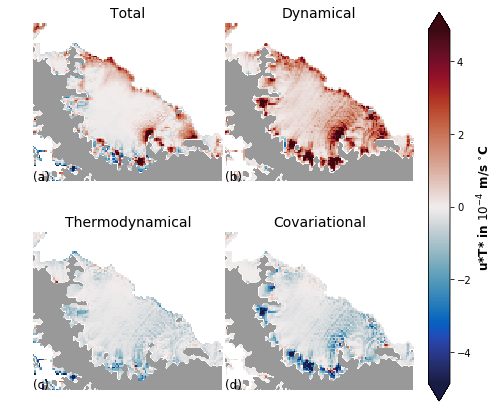 Total
Dynamical
(a)
(b)
Thermodynamical
Covariational
(c)
(d)
4
2
0
−2
−4
u*T* in 10⁻⁴ m/s °C